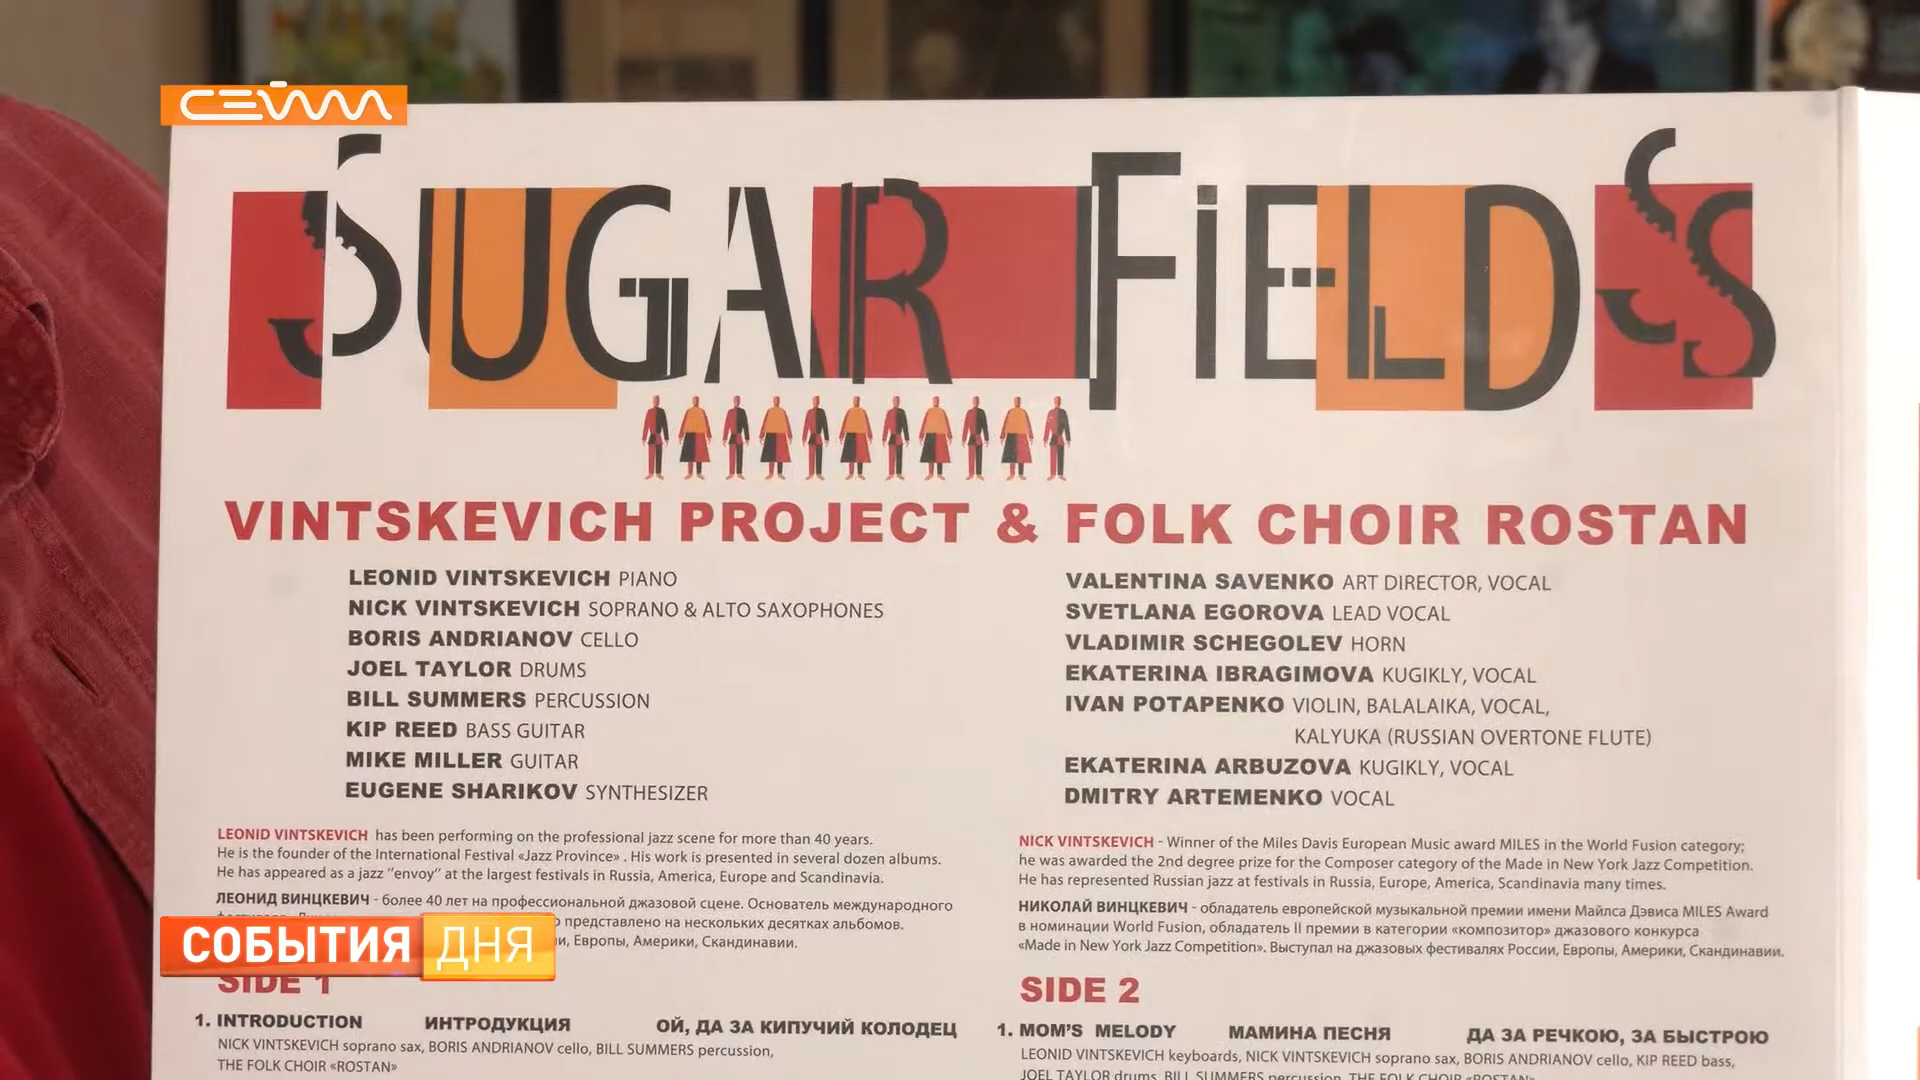 СЕЙМ
SUGAR FIELDS
VINTSKEVICH PROJECT & FOLK CHOIR ROSTAN
LEONID VINTSKEVICH PIANO
NICK VINTSKEVICH SOPRANO & ALTO SAXOPHONES
BORIS ANDRIANOV CELLO
JOEL TAYLOR DRUMS
BILL SUMMERS PERCUSSION
KIP REED BASS GUITAR
MIKE MILLER GUITAR
EUGENE SHARIKOV SYNTHESIZER
VALENTINA SAVENKO ART DIRECTOR, VOCAL
SVETLANA EGOROVA LEAD VOCAL
VLADIMIR SCHEGOLEV HORN
EKATERINA IBRAGIMOVA KUGIKLY, VOCAL
IVAN POTAPENKO VIOLIN, BALALAIKA, VOCAL,
KALYUKA (RUSSIAN OVERTONE FLUTE)
EKATERINA ARBUZOVA KUGIKLY, VOCAL
DMITRY ARTEMENKO VOCAL
LEONID VINTSKEVICH has been performing on the professional jazz scene for more than 40 years.
He is the founder of the International Festival «Jazz Province» . His work is presented in several dozen albums.
He has appeared as a jazz "envoy" at the largest festivals in Russia, America, Europe and Scandinavia.
ЛЕОНИД ВИНЦКЕВИЧ - более 40 лет на профессиональной джазовой сцене. Основатель международного
представлено на нескольких десятках альбомов.
и, Европы, Америки, Скандинавии.
NICK VINTSKEVICH - Winner of the Miles Davis European Music award MILES in the World Fusion category;
he was awarded the 2nd degree prize for the Composer category of the Made in New York Jazz Competition.
He has represented Russian jazz at festivals in Russia, Europe, America, Scandinavia many times.
НИКОЛАЙ ВИНЦКЕВИЧ - обладатель европейской музыкальной премии имени Майлса Дэвиса MILES Award
в номинации World Fusion, обладатель II премии в категории «композитор» джазового конкурса
«Made in New York Jazz Competition». Выступал на джазовых фестивалях России, Европы, Америки, Скандинавии.
СОБЫТИЯ ДНЯ
SIDE 1
1. INTRODUCTION ИНТРОДУКЦИЯ ОЙ, ДА ЗА КИПУЧИЙ КОЛОДЕЦ
NICK VINTSKEVICH soprano sax, BORIS ANDRIANOV cello, BILL SUMMERS percussion,
THE FOLK CHOIR «ROSTAN»
SIDE 2
1. MOM'S MELODY МАМИНА ПЕСНЯ ДА ЗА РЕЧКОЮ, ЗА БЫСТРОЮ
LEONID VINTSKEVICH keyboards, NICK VINTSKEVICH soprano sax, BORIS ANDRIANOV cello, KIP REED bass,
JOEL TAYLOR drums, BILL SUMMERS percussion, THE FOLK CHOIR «ROSTAN»